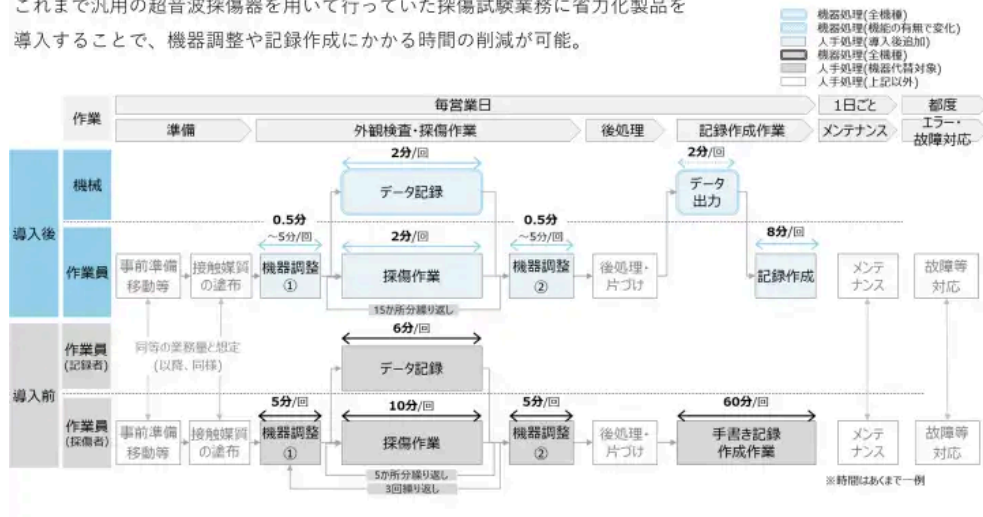 これまで汎用の超音波探傷器を用いて行っていた探傷試験業務に省力化製品を
導入することで、機器調整や記録作成にかかる時間の削減が可能。
機器処理(全機種)
機器処理(機能の有無で変化)
人手処理(導入後追加)
機器処理(全機種)
人手処理(機器代替対象)
人手処理(上記以外)
作業
毎営業日
1日ごと
都度
準備
外観検査・探傷作業
後処理
記録作成作業
メンテナンス
エラー・
故障対応
導入後
機械
2分/回
データ記録
2分/回
データ
出力
作業員
事前準備
移動等
接触媒質
の塗布
0.5分
～5分/回
機器調整
①
2分/回
探傷作業
0.5分
～5分/回
機器調整
②
後処理・
片づけ
8分/回
記録作成
メンテ
ナンス
故障等
対応
15か所分繰り返し
導入前
作業員
(記録者)
同等の業務量と想定
(以降、同様)
6分/回
データ記録
作業員
(探傷者)
事前準備
移動等
接触媒質
の塗布
5分/回
機器調整
①
10分/回
探傷作業
5分/回
機器調整
②
後処理・
片づけ
60分/回
手書き記録
作成作業
メンテ
ナンス
故障等
対応
5か所分繰り返し
3回繰り返し
※時間はあくまで一例